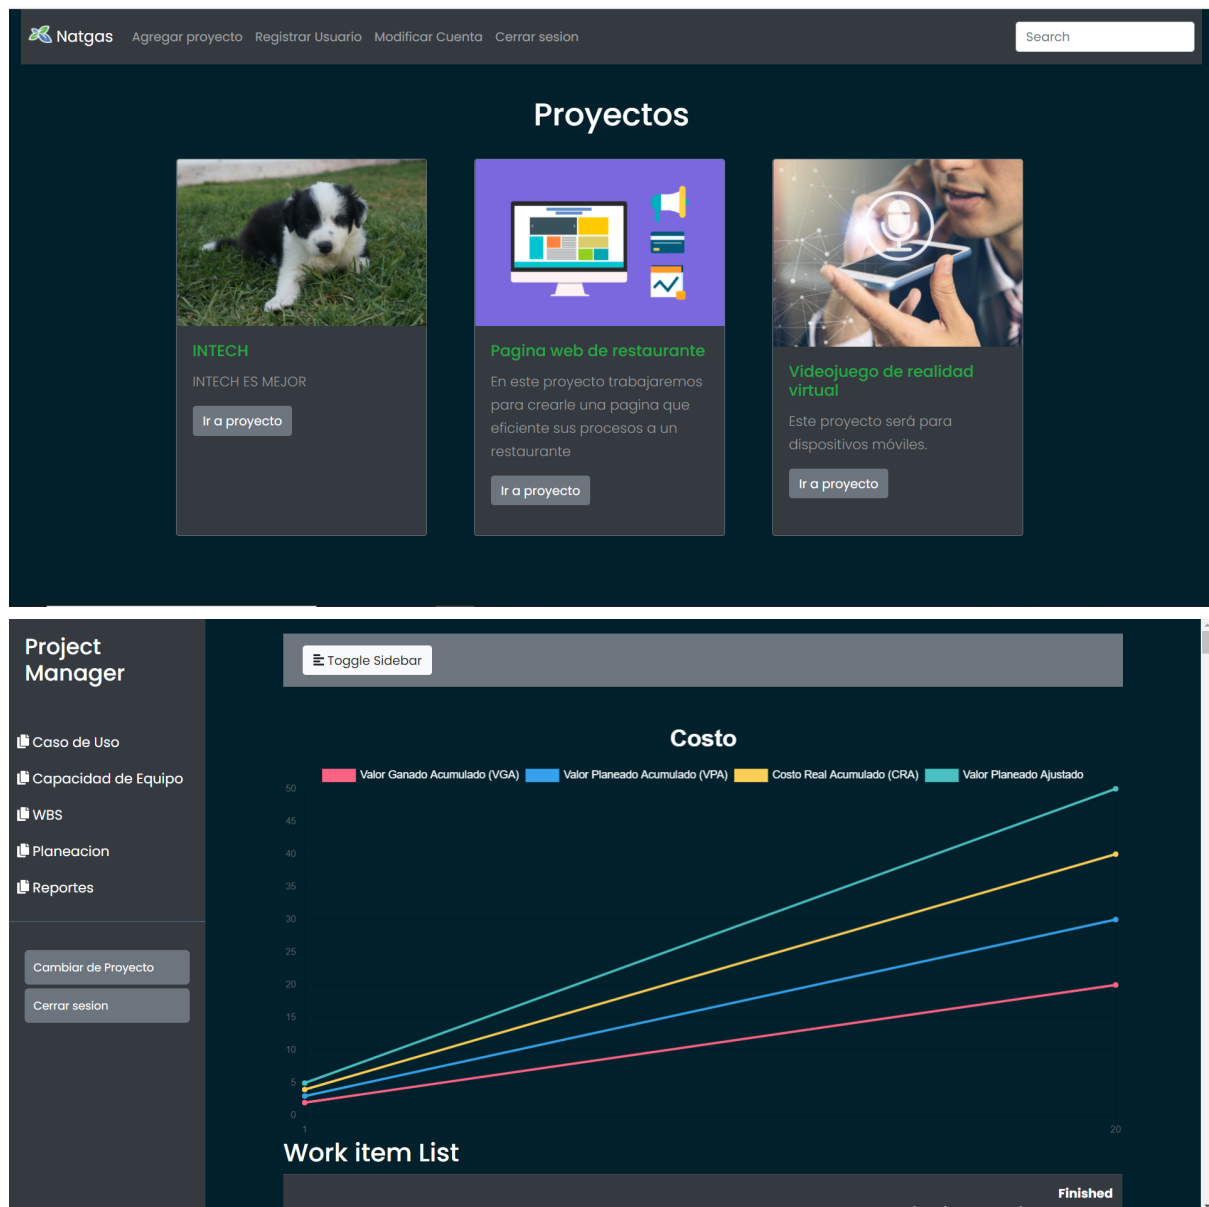 Natgas Agregar proyecto Registrar Usuario Modificar Cuenta Cerrar sesion Search
Proyectos
INTECH
INTECH ES MEJOR
Ir a proyecto
Pagina web de restaurante
En este proyecto trabajaremos
para crearle una pagina que
eficiente sus procesos a un
restaurante
Ir a proyecto
Videojuego de realidad
virtual
Este proyecto será para
dispositivos móviles.
Ir a proyecto
Project
Manager
Caso de Uso
Capacidad de Equipo
WBS
Planeacion
Reportes
Cambiar de Proyecto
Cerrar sesion
Toggle Sidebar
Costo
Valor Ganado Acumulado (VGA) Valor Planeado Acumulado (VPA) Costo Real Acumulado (CRA) Valor Planeado Ajustado
50
45
40
35
30
25
20
15
10
5
0
1 20
Work item List
Finished